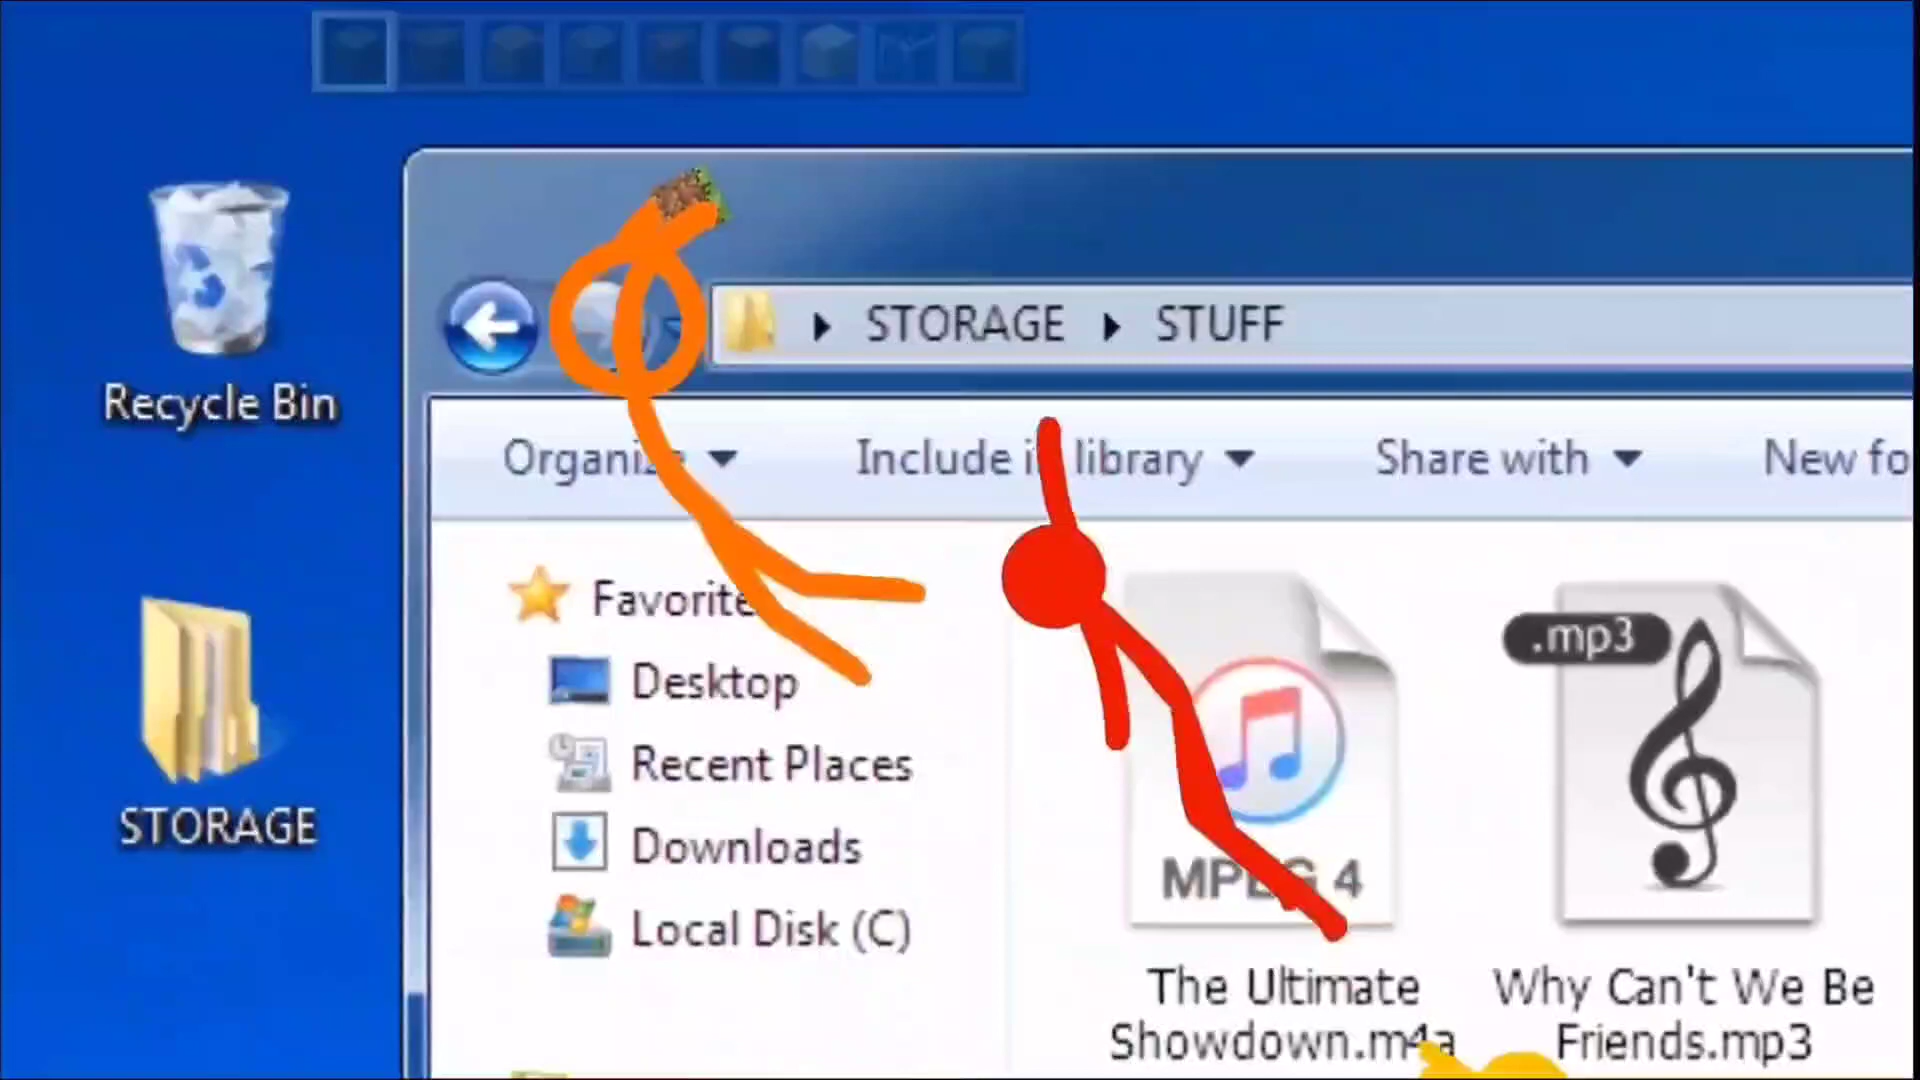 Recycle Bin
STORAGE
STORAGE STUFF
Organize
Include in library
Share with
New fo
Favorite
Desktop
Recent Places
Downloads
Local Disk (C)
MPEG 4
.mp3
The Ultimate
Showdown.m4a
Why Can't We Be
Friends.mp3